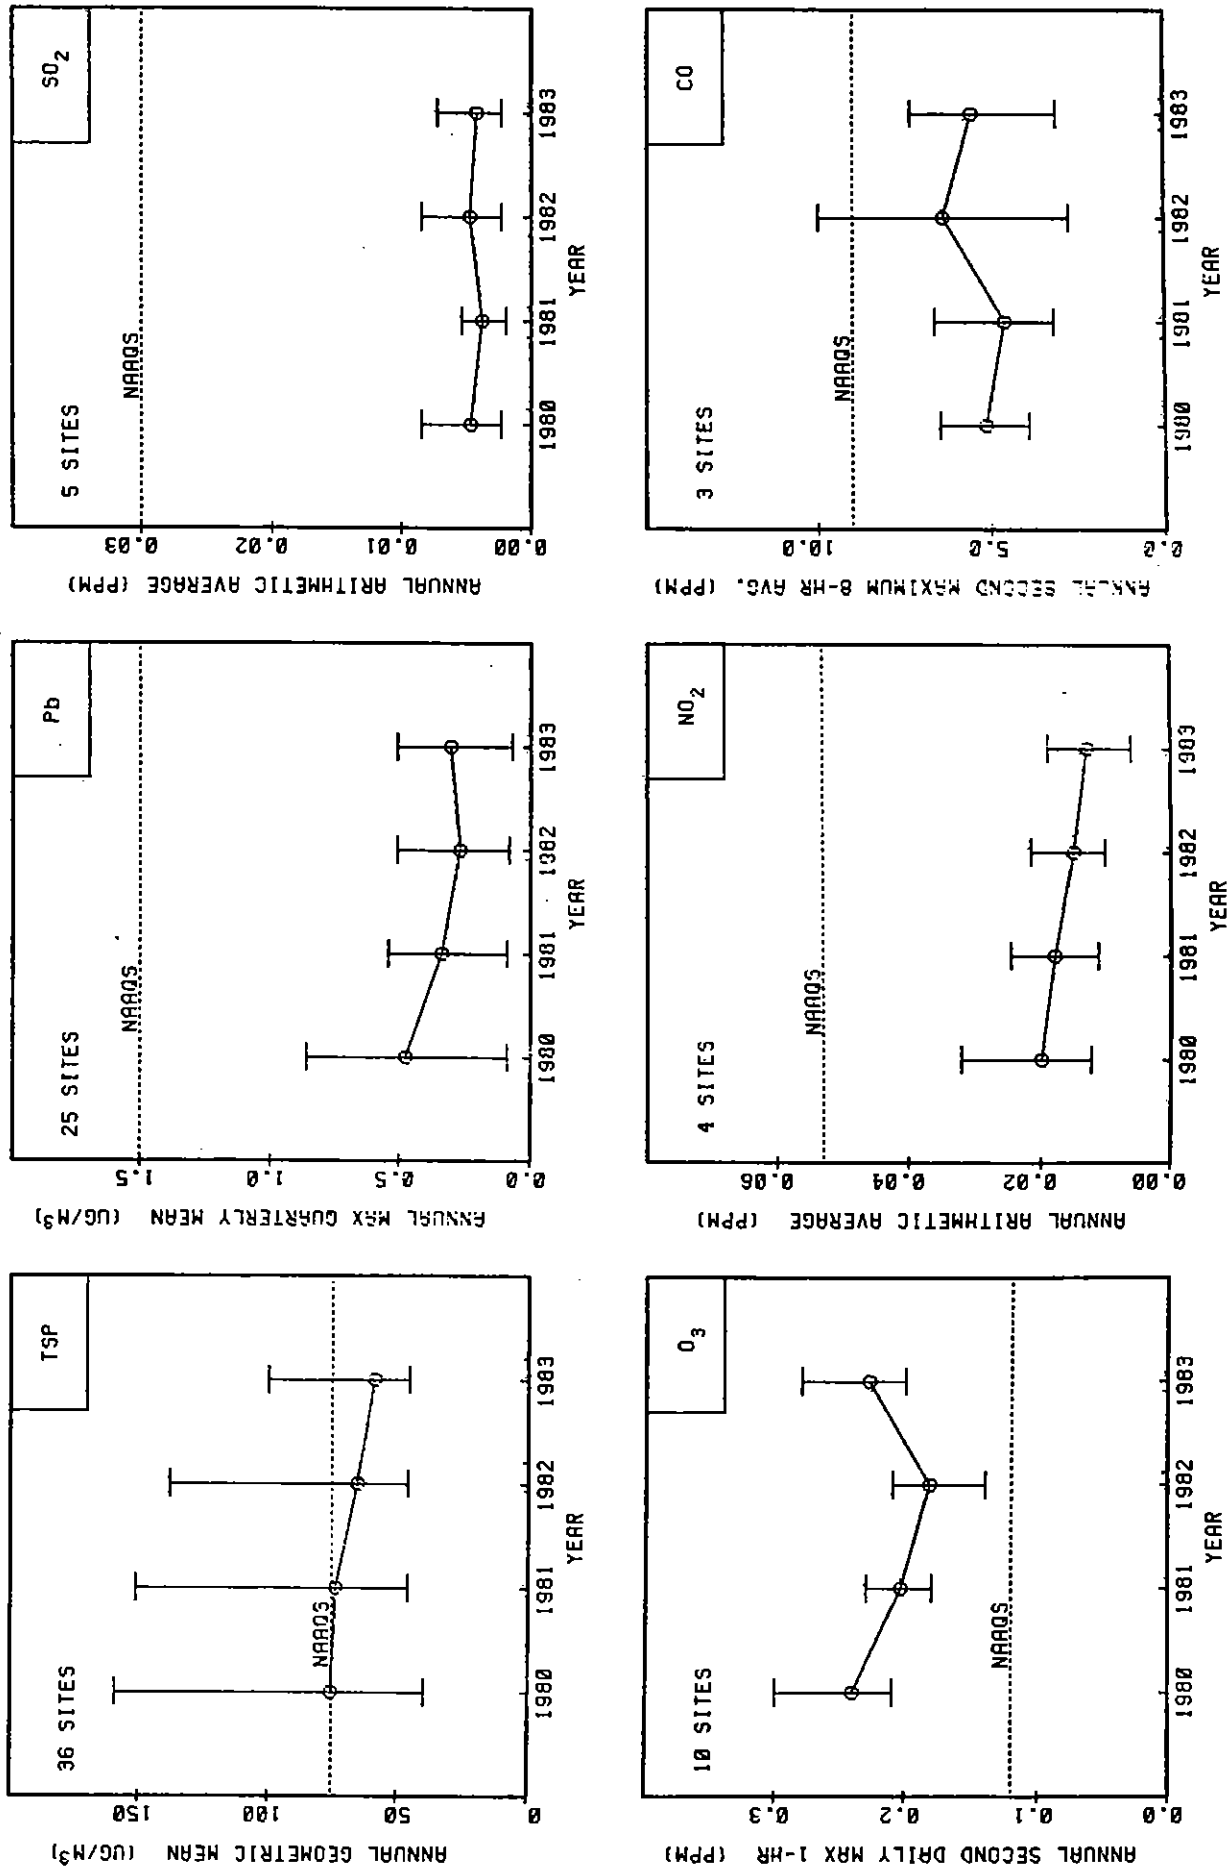 TSP
36 SITES
NAAQS
ANNUAL GEOMETRIC MEAN (UG/M³)
150
100
50
0
1980
1981
1982
1983
YEAR
Pb
25 SITES
NAAQS
ANNUAL MAX QUARTERLY MEAN (UG/M³)
1.5
1.0
0.5
0.0
1980
1981
1982
1983
YEAR
SO₂
5 SITES
NAAQS
ANNUAL ARITHMETIC AVERAGE (PPM)
0.03
0.02
0.01
0.00
1980
1981
1982
1983
YEAR
O₃
10 SITES
NAAQS
ANNUAL SECOND DAILY MAX 1-HR (PPM)
0.3
0.2
0.1
0.0
1980
1981
1982
1983
YEAR
NO₂
4 SITES
NAAQS
ANNUAL ARITHMETIC AVERAGE (PPM)
0.06
0.04
0.02
0.00
1980
1981
1982
1983
YEAR
CO
3 SITES
NAAQS
ANNUAL SECOND MAXIMUM 8-HR AVG. (PPM)
10.0
5.0
0.0
1980
1981
1982
1983
YEAR